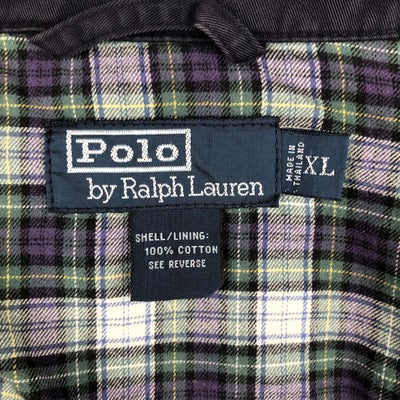 Polo
by Ralph Lauren
MADE IN
THAILAND
XL
SHELL/LINING:
100% COTTON
SEE REVERSE